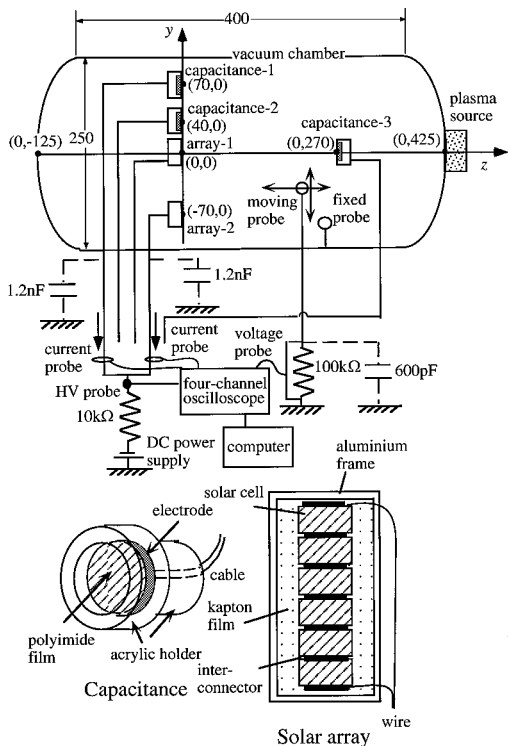 400
y
vacuum chamber
capacitance-1
(70,0)
capacitance-2
(40,0)
plasma
source
capacitance-3
(0,-125)
250
array-1
(0,270)
(0,425)
(0,0)
z
moving
probe
fixed
probe
(-70,0)
array-2
1.2nF
1.2nF
current
probe
current
probe
voltage
probe
100kΩ
600pF
HV probe
four-channel
oscilloscope
10kΩ
DC power
supply
computer
aluminium
frame
solar cell
electrode
cable
kapton
film
polyimide
film
acrylic holder
inter-
connector
Capacitance
wire
Solar array